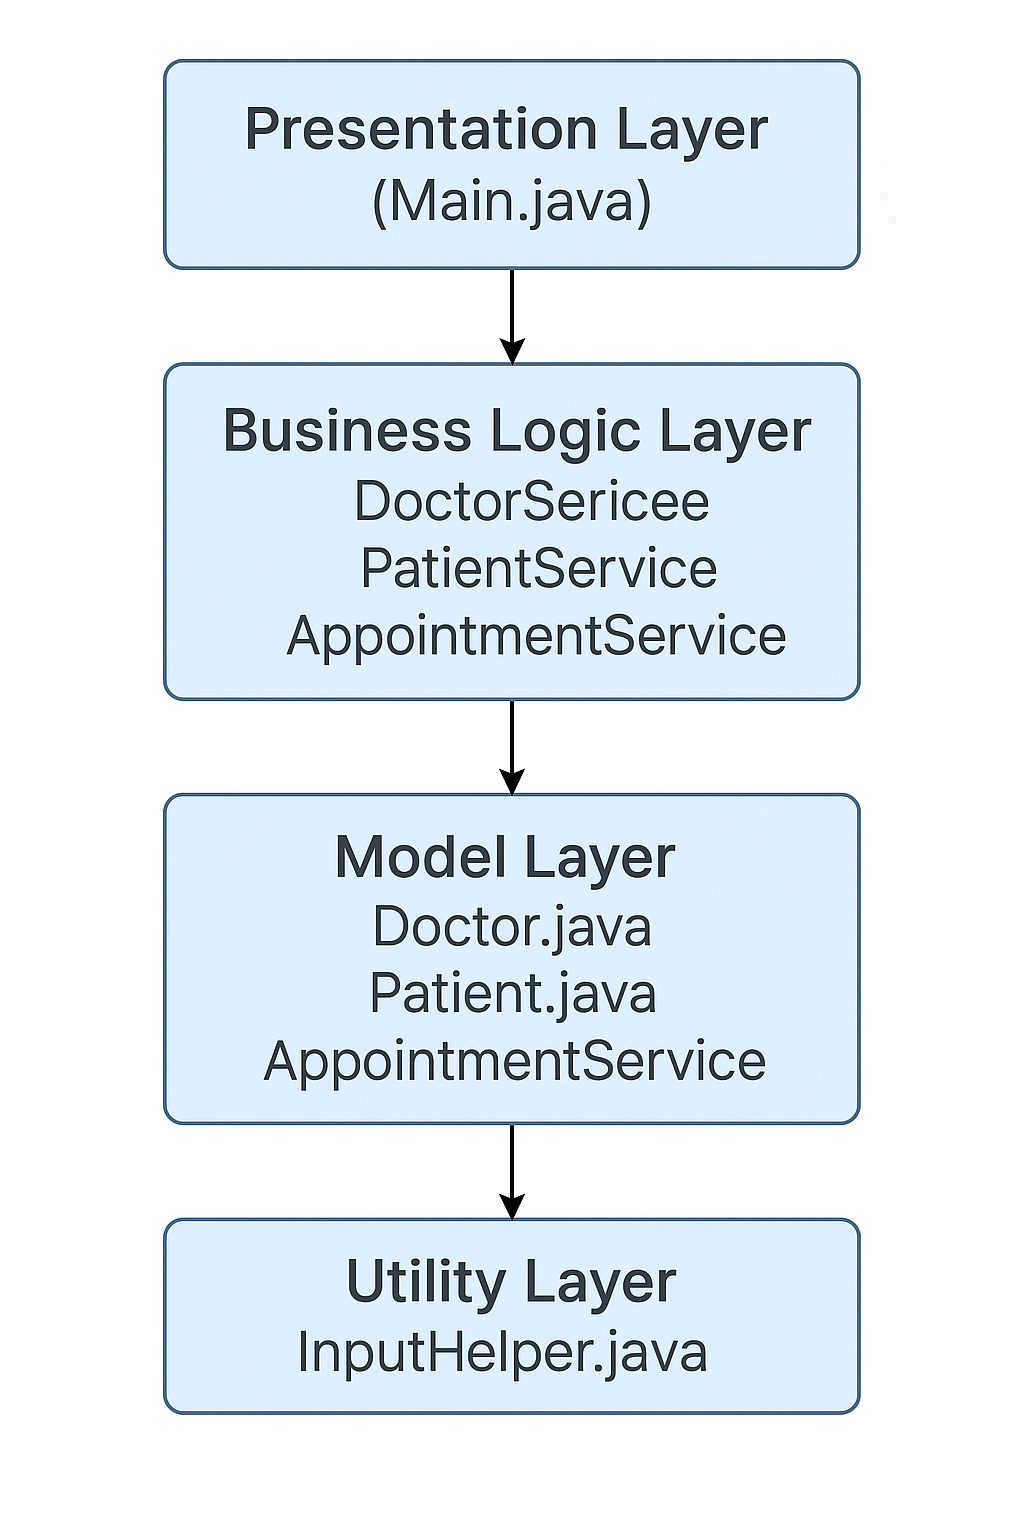 Presentation Layer
(Main.java)
Business Logic Layer
DoctorSericee
PatientService
AppointmentService
Model Layer
Doctor.java
Patient.java
AppointmentService
Utility Layer
InputHelper.java